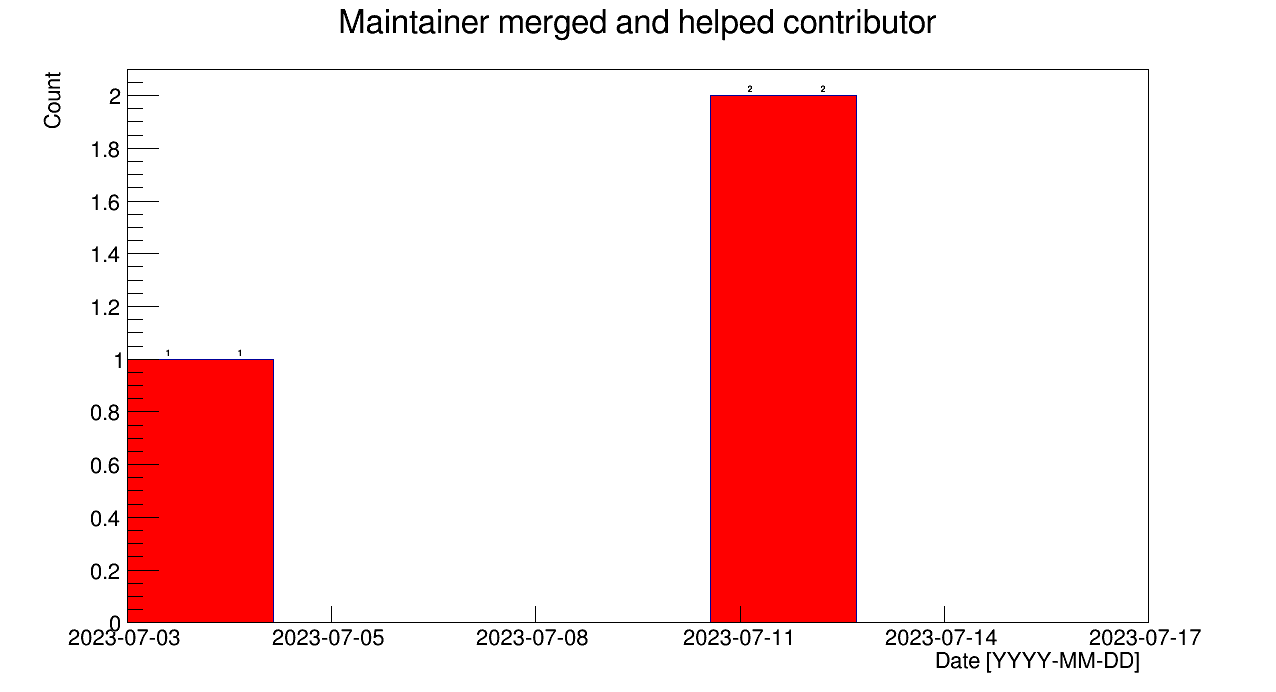 Maintainer merged and helped contributor
Count
2
1.8
1.6
1.4
1.2
1
0.8
0.6
0.4
0.2
0
1 1 2 2
2023-07-03 2023-07-05 2023-07-08 2023-07-11 2023-07-14 2023-07-17
Date [YYYY-MM-DD]